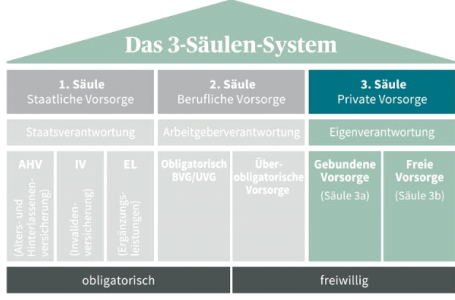 Das 3-Säulen-System
1. Säule
Staatliche Vorsorge
2. Säule
Berufliche Vorsorge
3. Säule
Private Vorsorge
Staatsverantwortung
Arbeitgeberverantwortung
Eigenverantwortung
AHV
(Alters- und
Hinterlassenen-
versicherung)
IV
(Invaliden-
versicherung)
EL
(Ergänzungs-
leistungen)
Obligatorisch
BVG/UVG
Über-
obligatorische
Vorsorge
Gebundene
Vorsorge
(Säule 3a)
Freie
Vorsorge
(Säule 3b)
obligatorisch
freiwillig